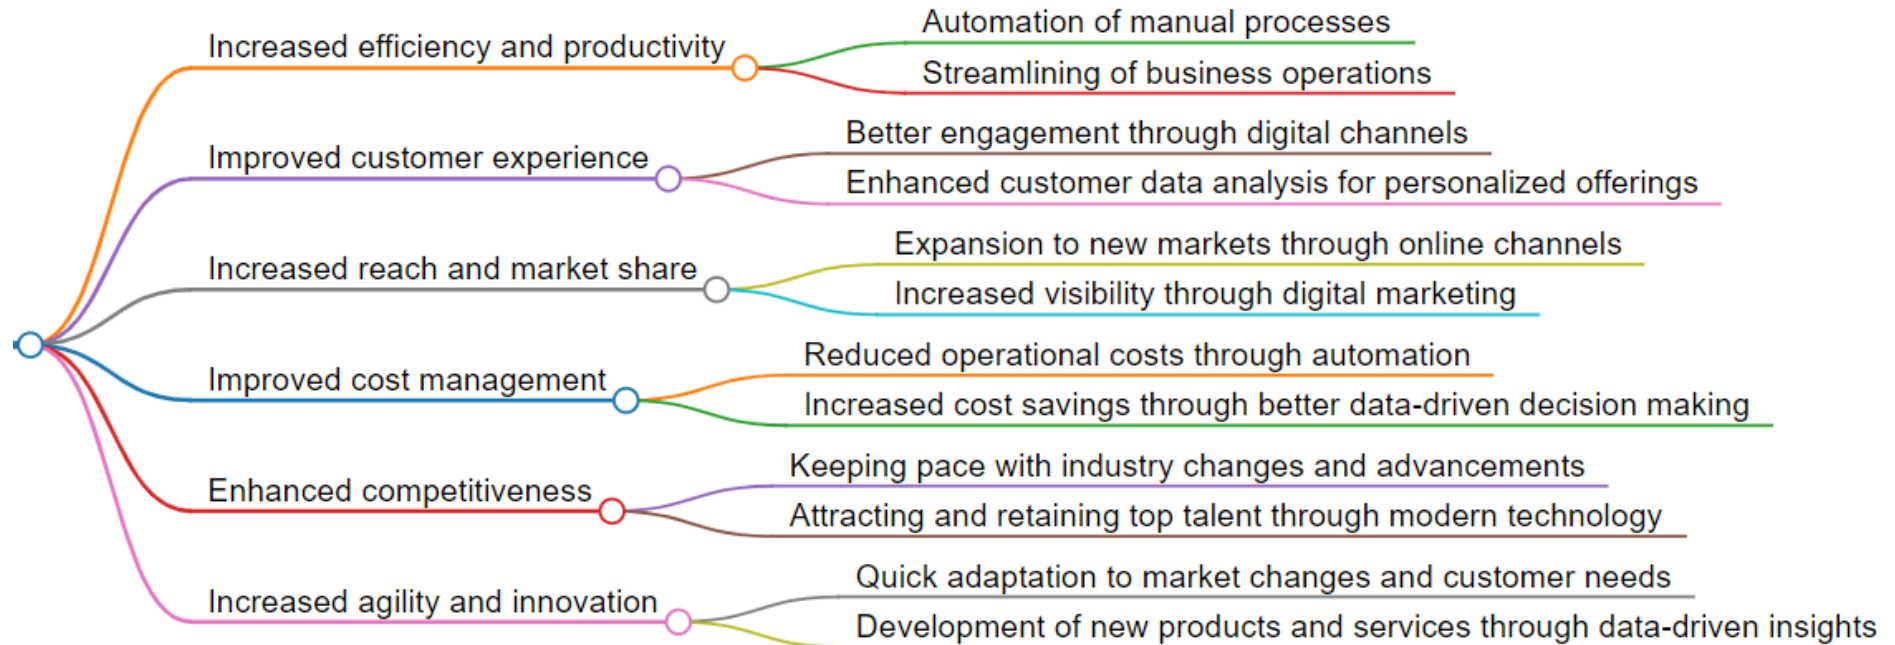 Increased efficiency and productivity
Automation of manual processes
Streamlining of business operations
Improved customer experience
Better engagement through digital channels
Enhanced customer data analysis for personalized offerings
Increased reach and market share
Expansion to new markets through online channels
Increased visibility through digital marketing
Improved cost management
Reduced operational costs through automation
Increased cost savings through better data-driven decision making
Enhanced competitiveness
Keeping pace with industry changes and advancements
Attracting and retaining top talent through modern technology
Increased agility and innovation
Quick adaptation to market changes and customer needs
Development of new products and services through data-driven insights